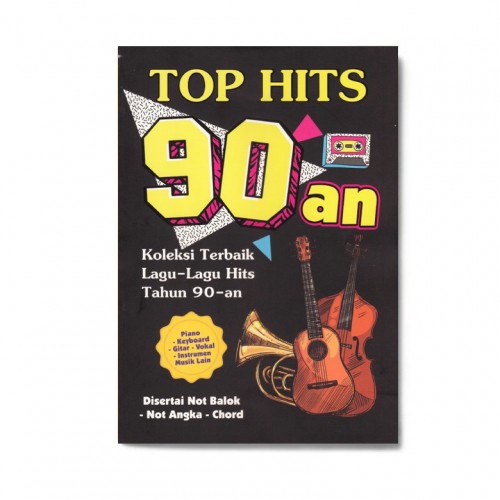 TOP HITS
90an
Koleksi Terbaik
Lagu-Lagu Hits
Tahun 90-an
Piano
- Keyboard
- Gitar - Vokal
- Instrumen
Musik Lain
Disertai Not Balok
- Not Angka - Chord